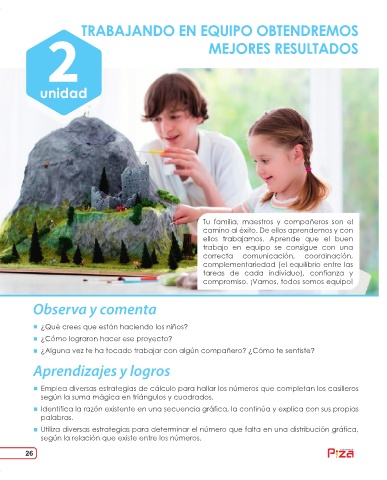 TRABAJANDO EN EQUIPO OBTENDREMOS
MEJORES RESULTADOS
2
unidad
Tu familia, maestros y compañeros son el
camino al éxito. De ellos aprendemos y con
ellos trabajamos. Aprende que el buen
trabajo en equipo se consigue con una
correcta comunicación, coordinación,
complementariedad (el equilibrio entre las
tareas de cada individuo), confianza y
compromiso. ¡Vamos, todos somos equipo!
Observa y comenta
¿Qué crees que están haciendo los niños?
¿Cómo lograron hacer ese proyecto?
¿Alguna vez te ha tocado trabajar con algún compañero? ¿Cómo te sentiste?
Aprendizajes y logros
Emplea diversas estrategias de cálculo para hallar los números que completan los casilleros
según la suma mágica en triángulos y cuadrados.
Identifica la razón existente en una secuencia gráfica, la continúa y explica con sus propias
palabras.
Utiliza diversas estrategias para determinar el número que falta en una distribución gráfica,
según la relación que existe entre los números.
26
Piza